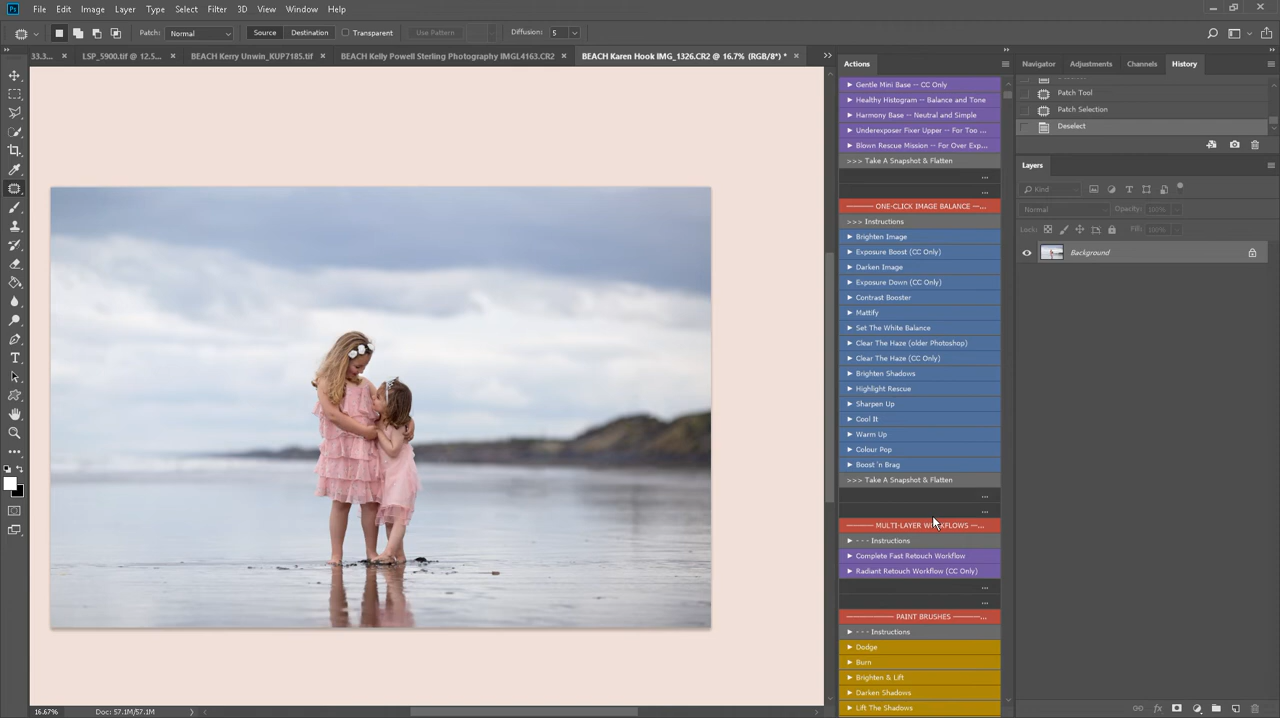 Ps File Edit Image Layer Type Select Filter 3D View Window Help
Patch: Normal Source Destination Transparent Use Pattern Diffusion: 5
33.3... LSP_5900.tif @ 12.5... BEACH Kerry Unwin_KUP7185.tif BEACH Kelly Powell Sterling Photography IMGL4163.CR2 BEACH Karen Hook IMG_1326.CR2 @ 16.7% (RGB/8*) *
Actions
Gentle Mini Base -- CC Only
Healthy Histogram -- Balance and Tone
Harmony Base -- Neutral and Simple
Underexposer Fixer Upper -- For Too ...
Blown Rescue Mission -- For Over Exp...
>>> Take A Snapshot & Flatten
...
...
ONE-CLICK IMAGE BALANCE —...
>>> Instructions
Brighten Image
Exposure Boost (CC Only)
Darken Image
Exposure Down (CC Only)
Contrast Booster
Mattify
Set The White Balance
Clear The Haze (older Photoshop)
Clear The Haze (CC Only)
Brighten Shadows
Highlight Rescue
Sharpen Up
Cool It
Warm Up
Colour Pop
Boost 'n Brag
>>> Take A Snapshot & Flatten
...
...
MULTI-LAYER WORKFLOWS —...
- - - Instructions
Complete Fast Retouch Workflow
Radiant Retouch Workflow (CC Only)
...
...
PAINT BRUSHES ————...
- - - Instructions
Dodge
Burn
Brighten & Lift
Darken Shadows
Lift The Shadows
Navigator Adjustments Channels History
Patch Tool
Patch Selection
Deselect
Layers
Kind
Normal Opacity: 100%
Lock: Fill: 100%
Background
16.67% Doc: 57.1M/57.1M